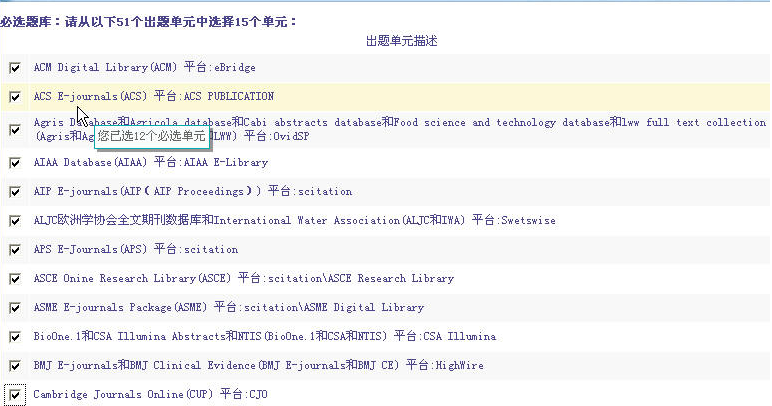 必选题库：请从以下51个出题单元中选择15个单元：
出题单元描述
ACM Digital Library(ACM) 平台:eBridge
ACS E-journals(ACS) 平台:ACS PUBLICATION
Agris Database和Agricola database和Cabi abstracts database和Food science and technology database和lww full text collection
(Agris和Ag LWW) 平台:OvidSP
您已选12个必选单元
AIAA Database(AIAA) 平台:AIAA E-Library
AIP E-journals(AIP（AIP Proceedings）) 平台:scitation
ALJC欧洲学协会全文期刊数据库和International Water Association(ALJC和IWA) 平台:Swetswise
APS E-Journals(APS) 平台:scitation
ASCE Onine Research Library(ASCE) 平台:scitation\ASCE Research Library
ASME E-journals Package(ASME) 平台:scitation\ASME Digital Library
BioOne.1和CSA Illumina Abstracts和NTIS(BioOne.1和CSA和NTIS) 平台:CSA Illumina
BMJ E-journals和BMJ Clinical Evidence(BMJ E-journals和BMJ CE) 平台:HighWire
Cambridge Journals Online(CUP) 平台:CJO